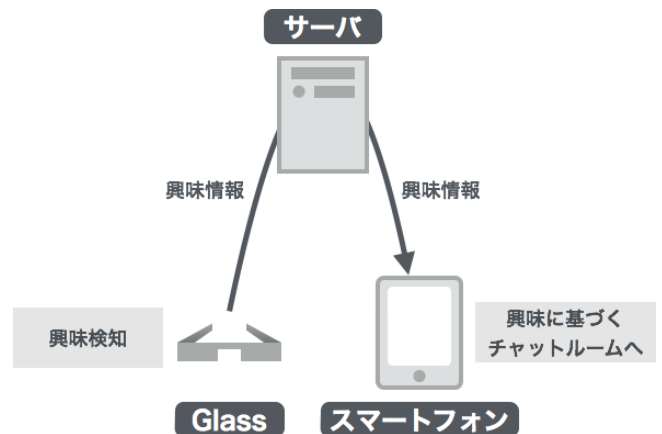 サーバ
興味情報
興味情報
興味検知
興味に基づく
チャットルームへ
Glass
スマートフォン